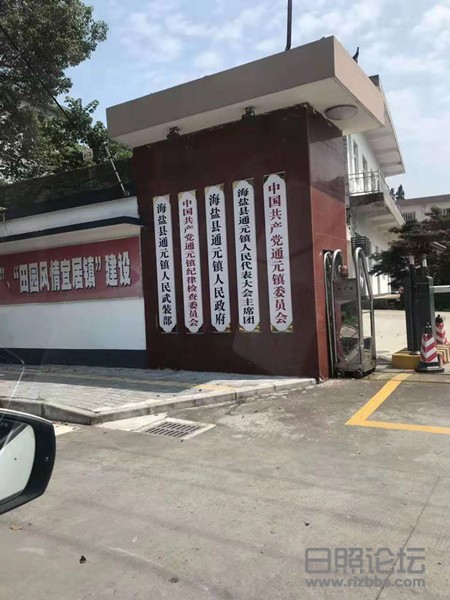 海盐县通元镇人民武装部
中国共产党通元镇纪律检查委员会
海盐县通元镇人民政府
海盐县通元镇人民代表大会主席团
中国共产党通元镇委员会
"、"田园风情宜居镇"建设
日照论坛
www.rizbbs.com